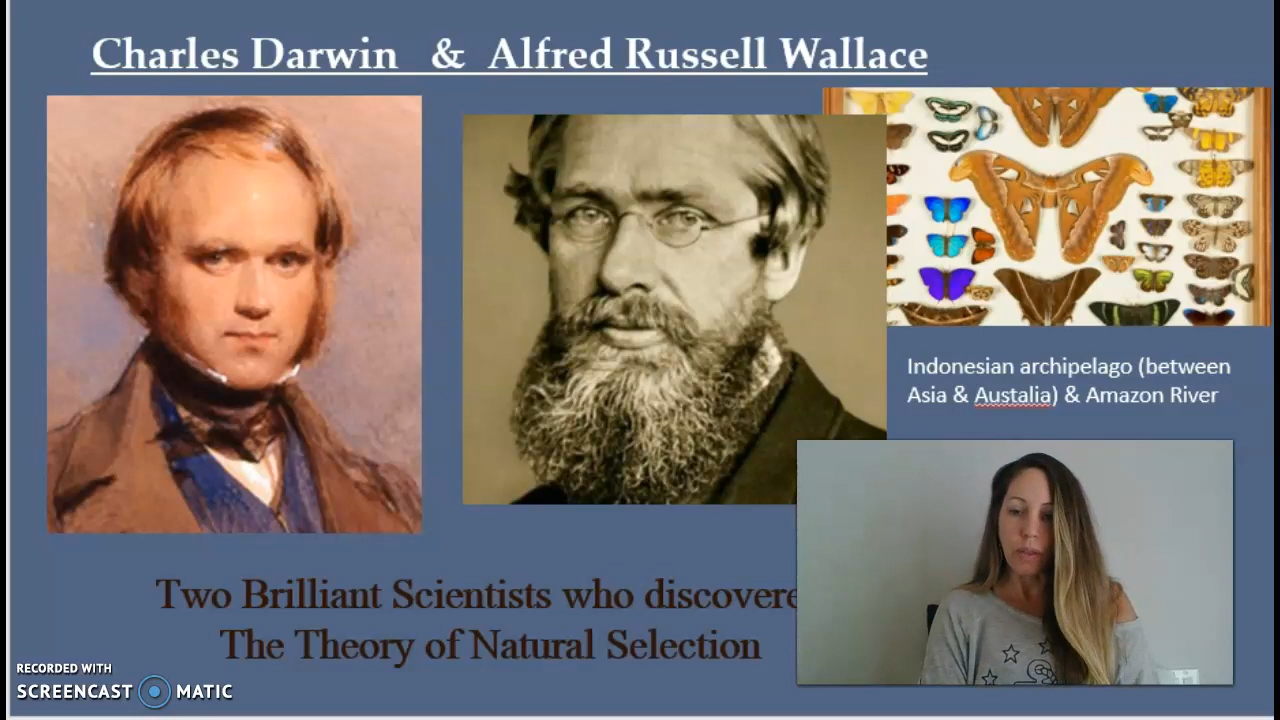 Charles Darwin & Alfred Russell Wallace
Indonesian archipelago (between
Asia & Austalia) & Amazon River
Two Brilliant Scientists who discovere
The Theory of Natural Selection
RECORDED WITH
SCREENCAST MATIC